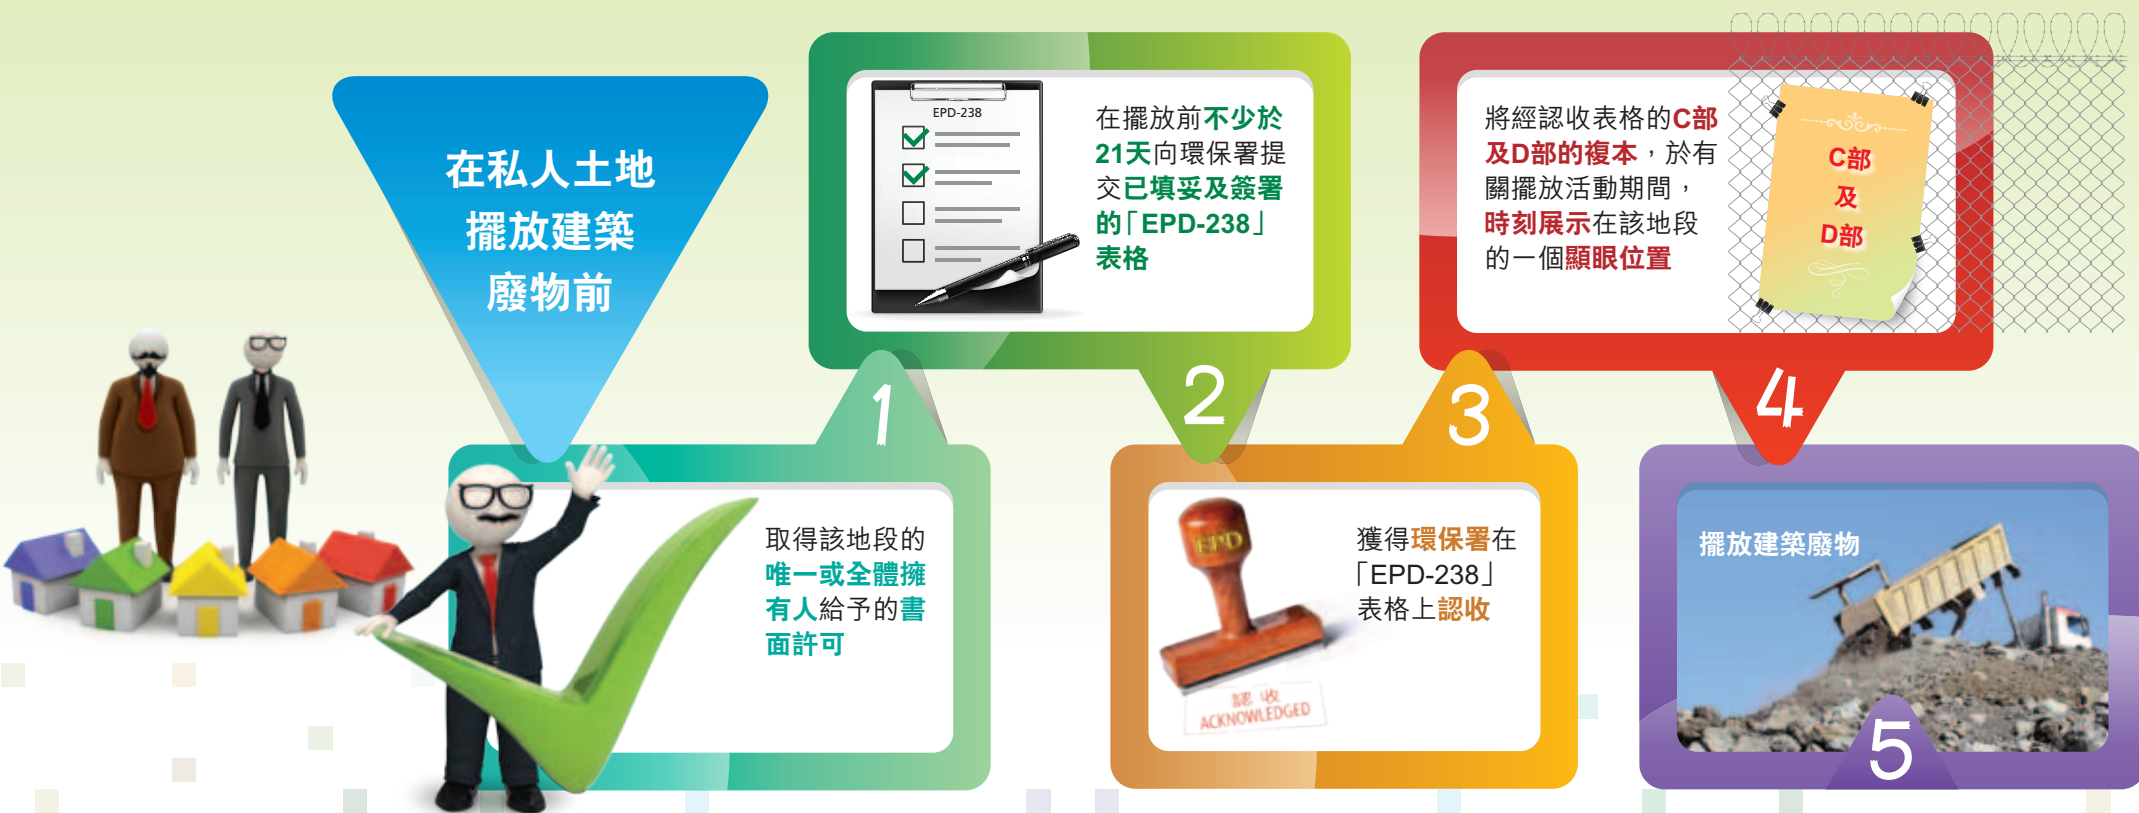 在私人土地
擺放建築
廢物前
1
取得該地段的
唯一或全體擁
有人給予的書
面許可
EPD-238
在擺放前不少於
21天向環保署提
交已填妥及簽署
的「EPD-238」
表格
2
3
EPD
認收
ACKNOWLEDGED
獲得環保署在
「EPD-238」
表格上認收
將經認收表格的C部
及D部的複本，於有
關擺放活動期間，
時刻展示在該地段
的一個顯眼位置
C部
及
D部
4
擺放建築廢物
5